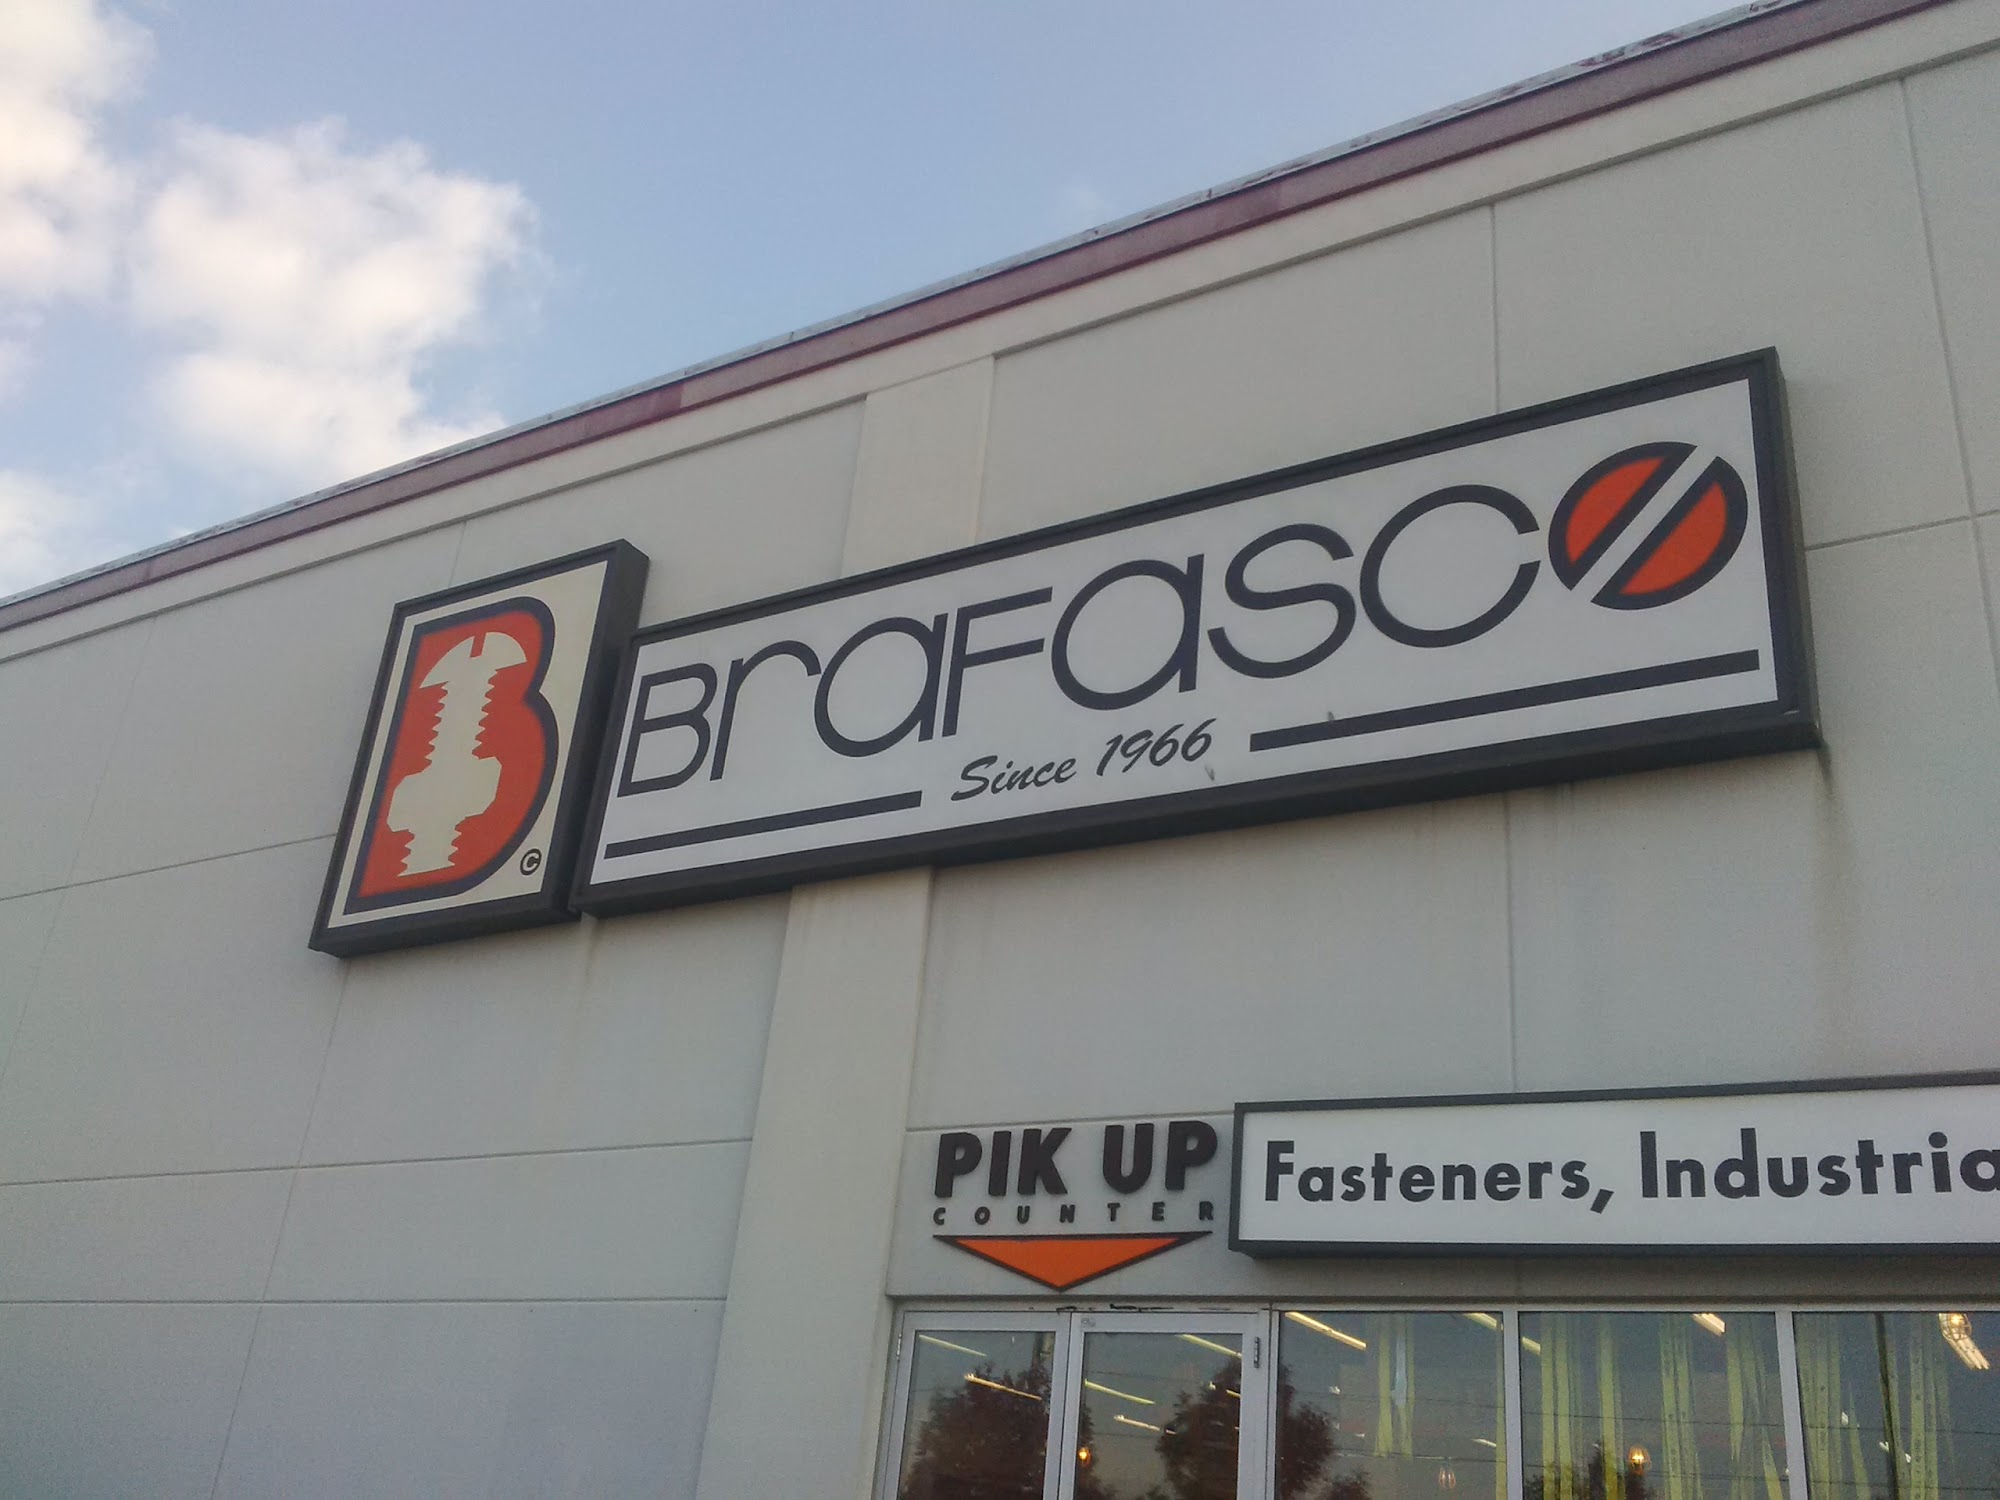 B
©
BraFasco
Since 1966
PIK UP
COUNTER
Fasteners, Industria